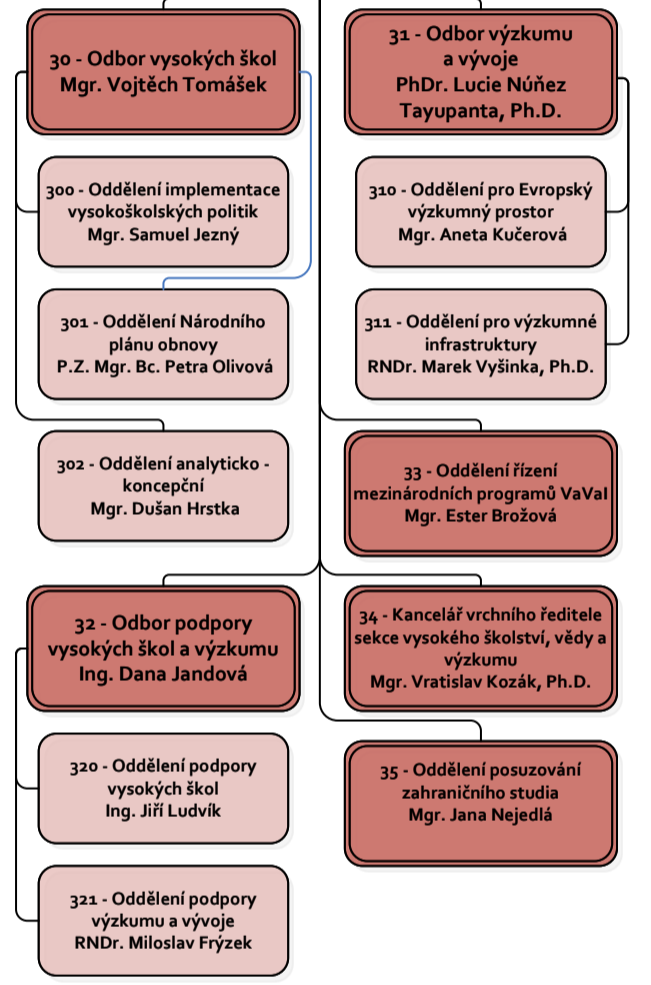 30 - Odbor vysokých škol
Mgr. Vojtěch Tomášek
31 - Odbor výzkumu
a vývoje
PhDr. Lucie Núñez
Tayupanta, Ph.D.
300 - Oddělení implementace
vysokoškolských politik
Mgr. Samuel Jezný
310 - Oddělení pro Evropský
výzkumný prostor
Mgr. Aneta Kučerová
301 - Oddělení Národního
plánu obnovy
P.Z. Mgr. Bc. Petra Olivová
311 - Oddělení pro výzkumné
infrastruktury
RNDr. Marek Vyšinka, Ph.D.
302 - Oddělení analyticko -
koncepční
Mgr. Dušan Hrstka
33 - Oddělení řízení
mezinárodních programů VaVaI
Mgr. Ester Brožová
32 - Odbor podpory
vysokých škol a výzkumu
Ing. Dana Jandová
34 - Kancelář vrchního ředitele
sekce vysokého školství, vědy a
výzkumu
Mgr. Vratislav Kozák, Ph.D.
320 - Oddělení podpory
vysokých škol
Ing. Jiří Ludvík
35 - Oddělení posuzování
zahraničního studia
Mgr. Jana Nejedlá
321 - Oddělení podpory
výzkumu a vývoje
RNDr. Miloslav Frýzek